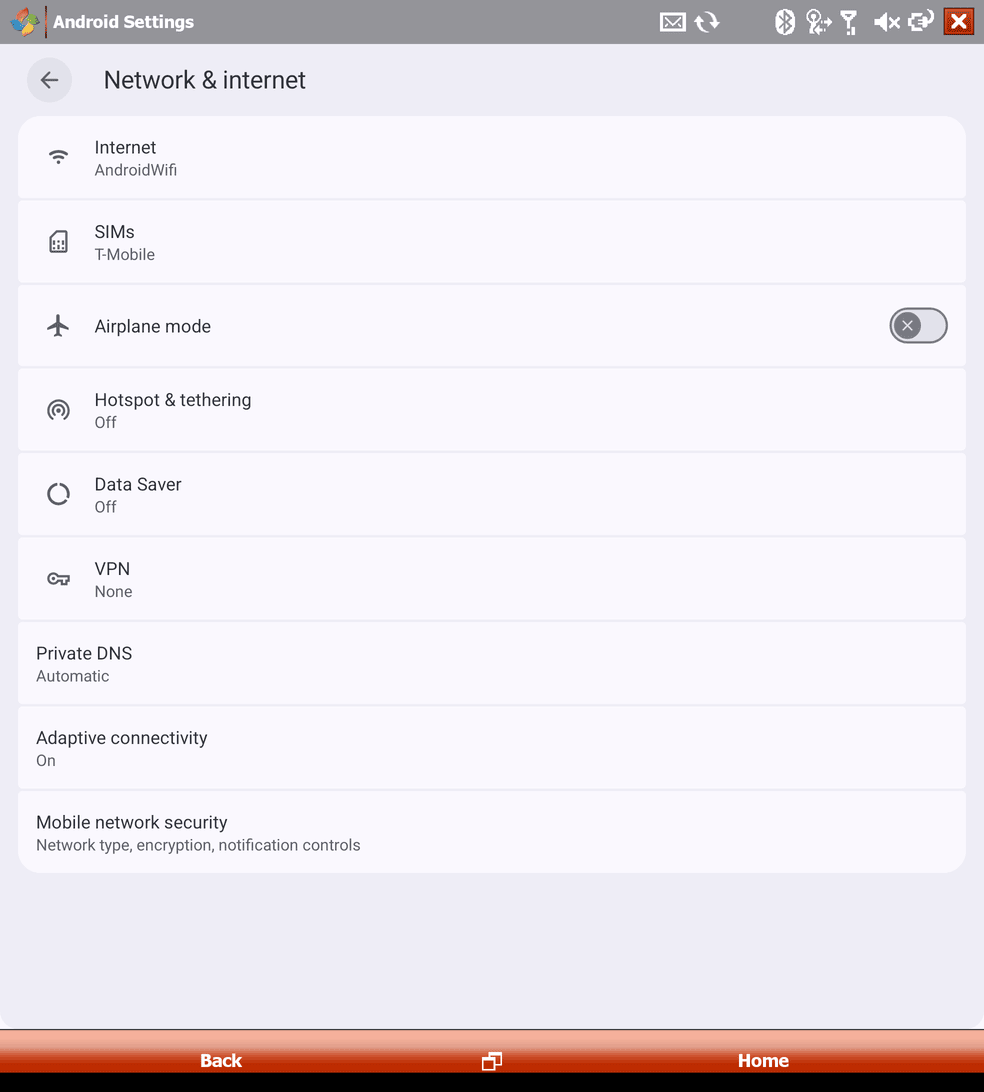 Android Settings
Network & internet
Internet
AndroidWifi
SIMs
T-Mobile
Airplane mode
Hotspot & tethering
Off
Data Saver
Off
VPN
None
Private DNS
Automatic
Adaptive connectivity
On
Mobile network security
Network type, encryption, notification controls
Back
Home